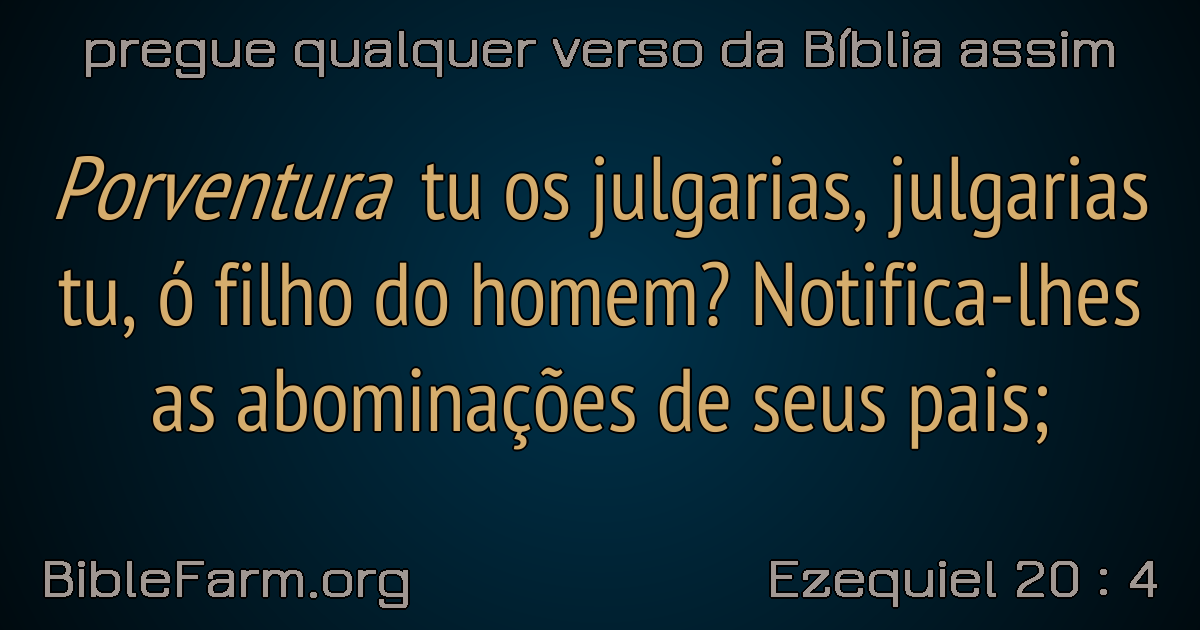 pregue qualquer verso da Bíblia assim
Porventura tu os julgarias, julgarias
tu, ó filho do homem? Notifica-lhes
as abominações de seus pais;
BibleFarm.org
Ezequiel 20 : 4